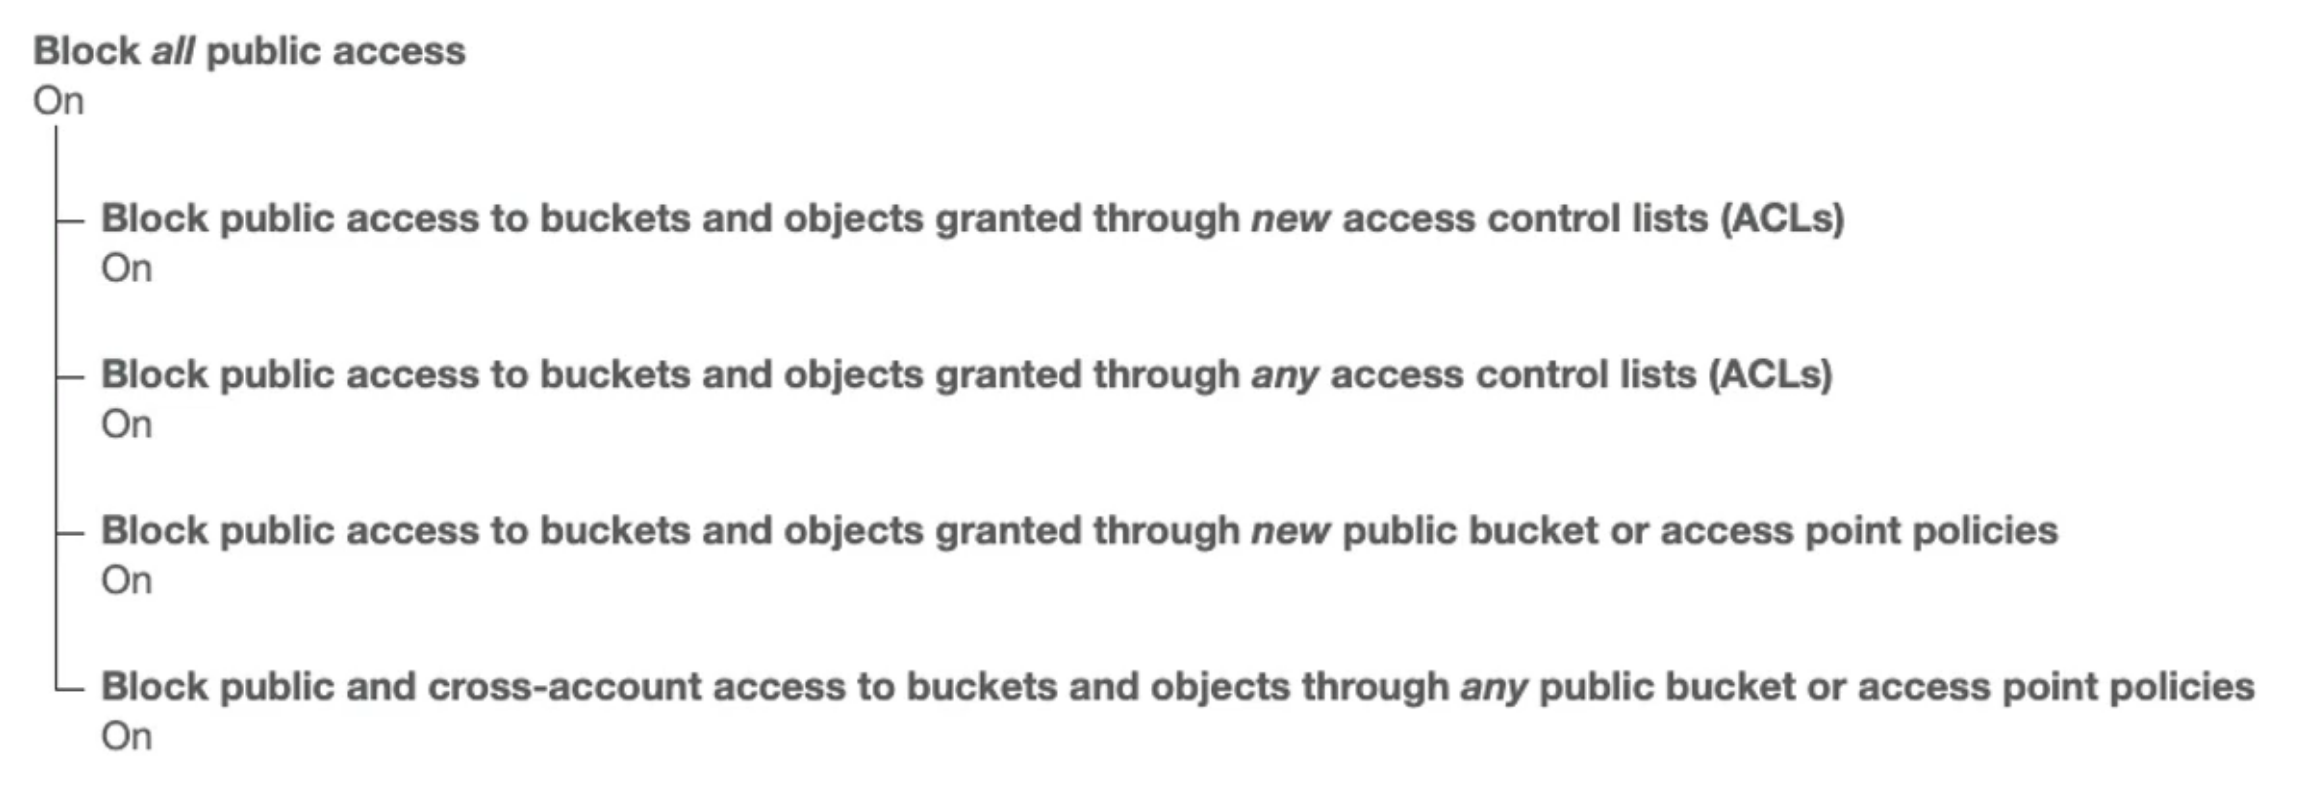 Block all public access
On
Block public access to buckets and objects granted through new access control lists (ACLs)
On
Block public access to buckets and objects granted through any access control lists (ACLs)
On
Block public access to buckets and objects granted through new public bucket or access point policies
On
Block public and cross-account access to buckets and objects through any public bucket or access point policies
On